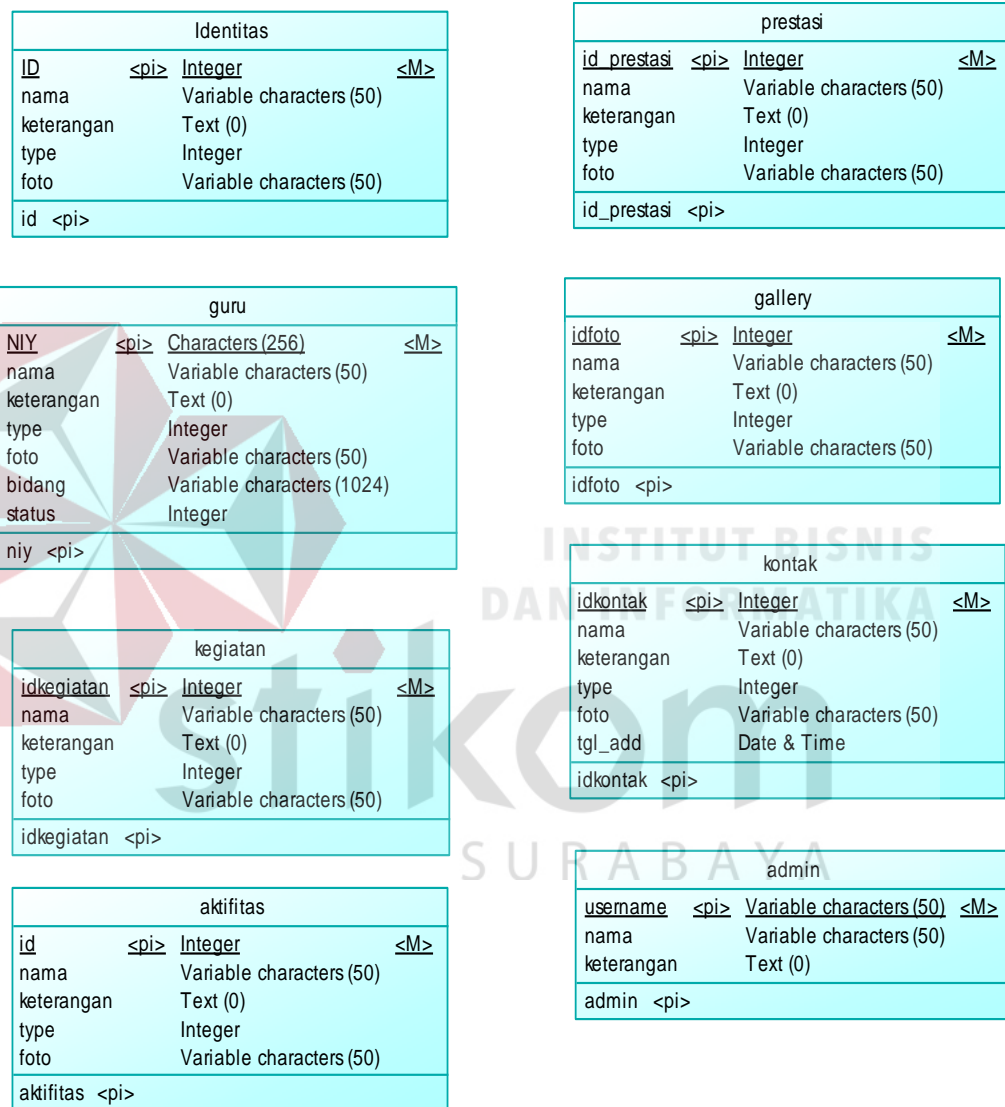 Identitas
ID <pi> Integer <M>
nama Variable characters (50)
keterangan Text (0)
type Integer
foto Variable characters (50)
id <pi>
prestasi
id_prestasi <pi> Integer <M>
nama Variable characters (50)
keterangan Text (0)
type Integer
foto Variable characters (50)
id_prestasi <pi>
guru
NIY <pi> Characters (256) <M>
nama Variable characters (50)
keterangan Text (0)
type Integer
foto Variable characters (50)
bidang Variable characters (1024)
status Integer
niy <pi>
gallery
idfoto <pi> Integer <M>
nama Variable characters (50)
keterangan Text (0)
type Integer
foto Variable characters (50)
idfoto <pi>
INSTITUT BISNIS
DAN INFORMATIKA
stikom
SURABAYA
kegiatan
idkegiatan <pi> Integer <M>
nama Variable characters (50)
keterangan Text (0)
type Integer
foto Variable characters (50)
idkegiatan <pi>
kontak
idkontak <pi> Integer <M>
nama Variable characters (50)
keterangan Text (0)
type Integer
foto Variable characters (50)
tgl_add Date & Time
idkontak <pi>
aktifitas
id <pi> Integer <M>
nama Variable characters (50)
keterangan Text (0)
type Integer
foto Variable characters (50)
aktifitas <pi>
admin
username <pi> Variable characters (50) <M>
nama Variable characters (50)
keterangan Text (0)
admin <pi>